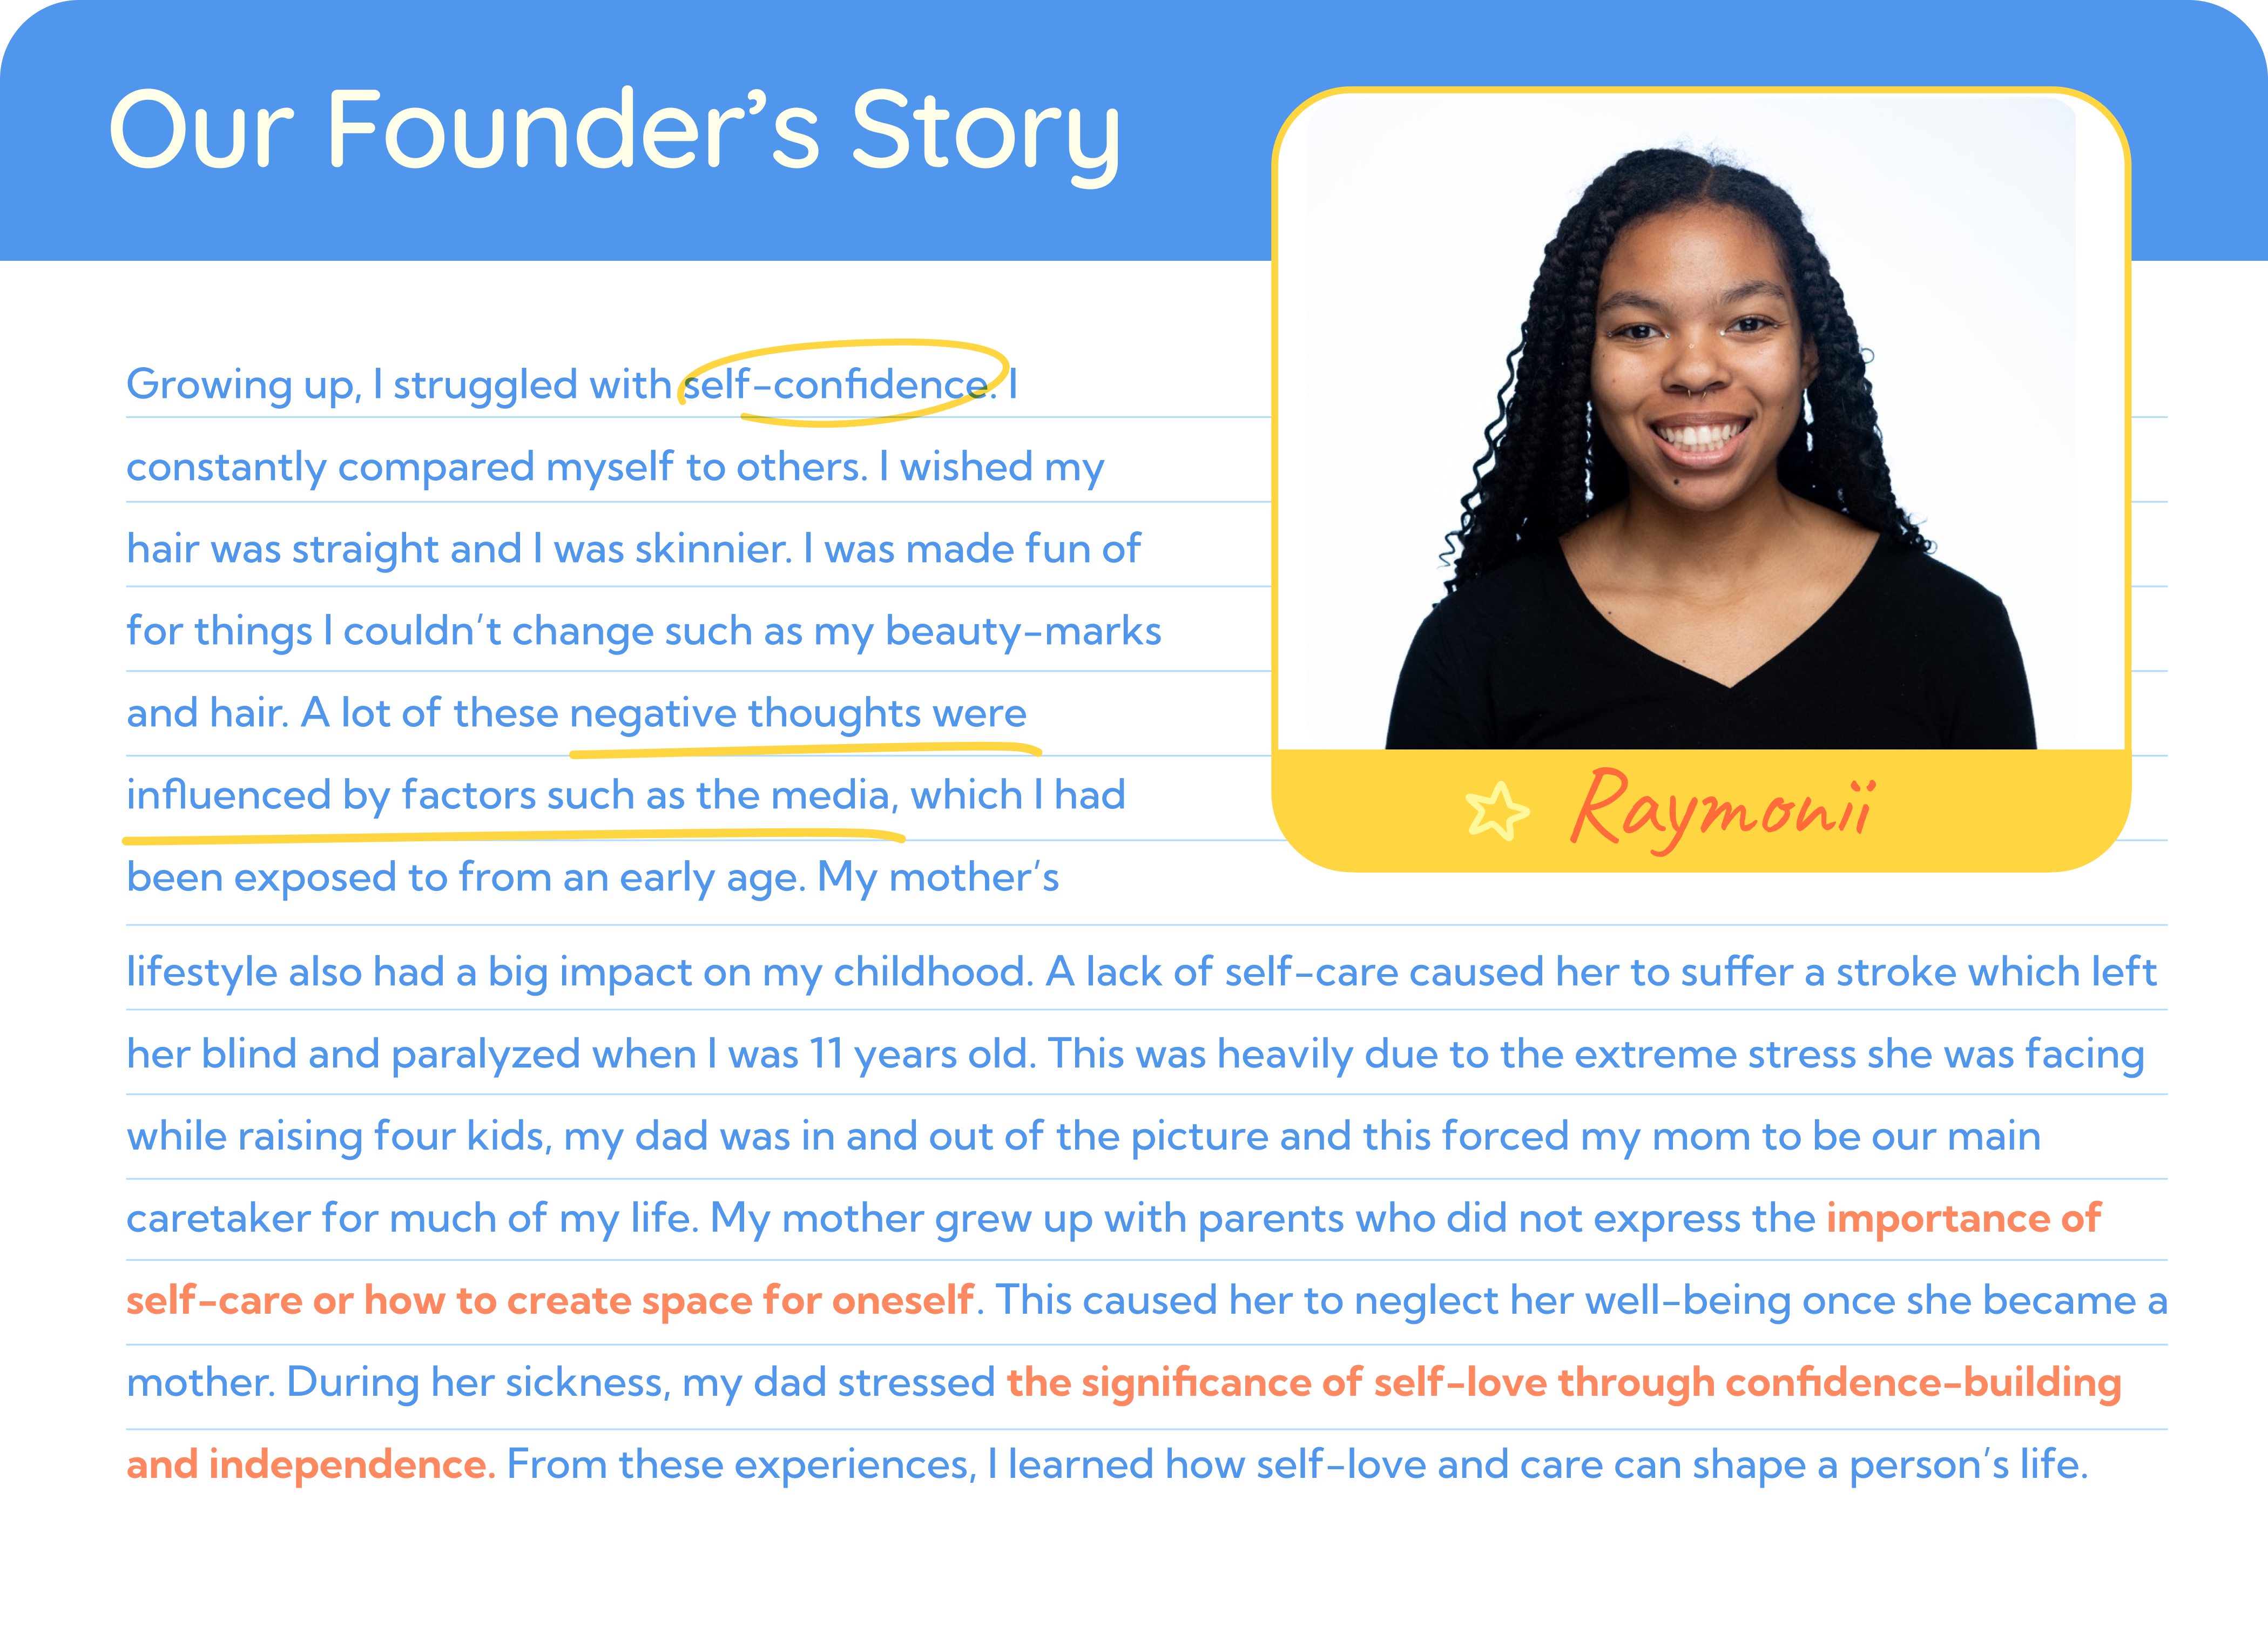 Our Founder’s Story
Growing up, I struggled with self-confidence. I
constantly compared myself to others. I wished my
hair was straight and I was skinnier. I was made fun of
for things I couldn’t change such as my beauty-marks
and hair. A lot of these negative thoughts were
influenced by factors such as the media, which I had
been exposed to from an early age. My mother’s
Raymonii
lifestyle also had a big impact on my childhood. A lack of self-care caused her to suffer a stroke which left
her blind and paralyzed when I was 11 years old. This was heavily due to the extreme stress she was facing
while raising four kids, my dad was in and out of the picture and this forced my mom to be our main
caretaker for much of my life. My mother grew up with parents who did not express the importance of
self-care or how to create space for oneself. This caused her to neglect her well-being once she became a
mother. During her sickness, my dad stressed the significance of self-love through confidence-building
and independence. From these experiences, I learned how self-love and care can shape a person’s life.